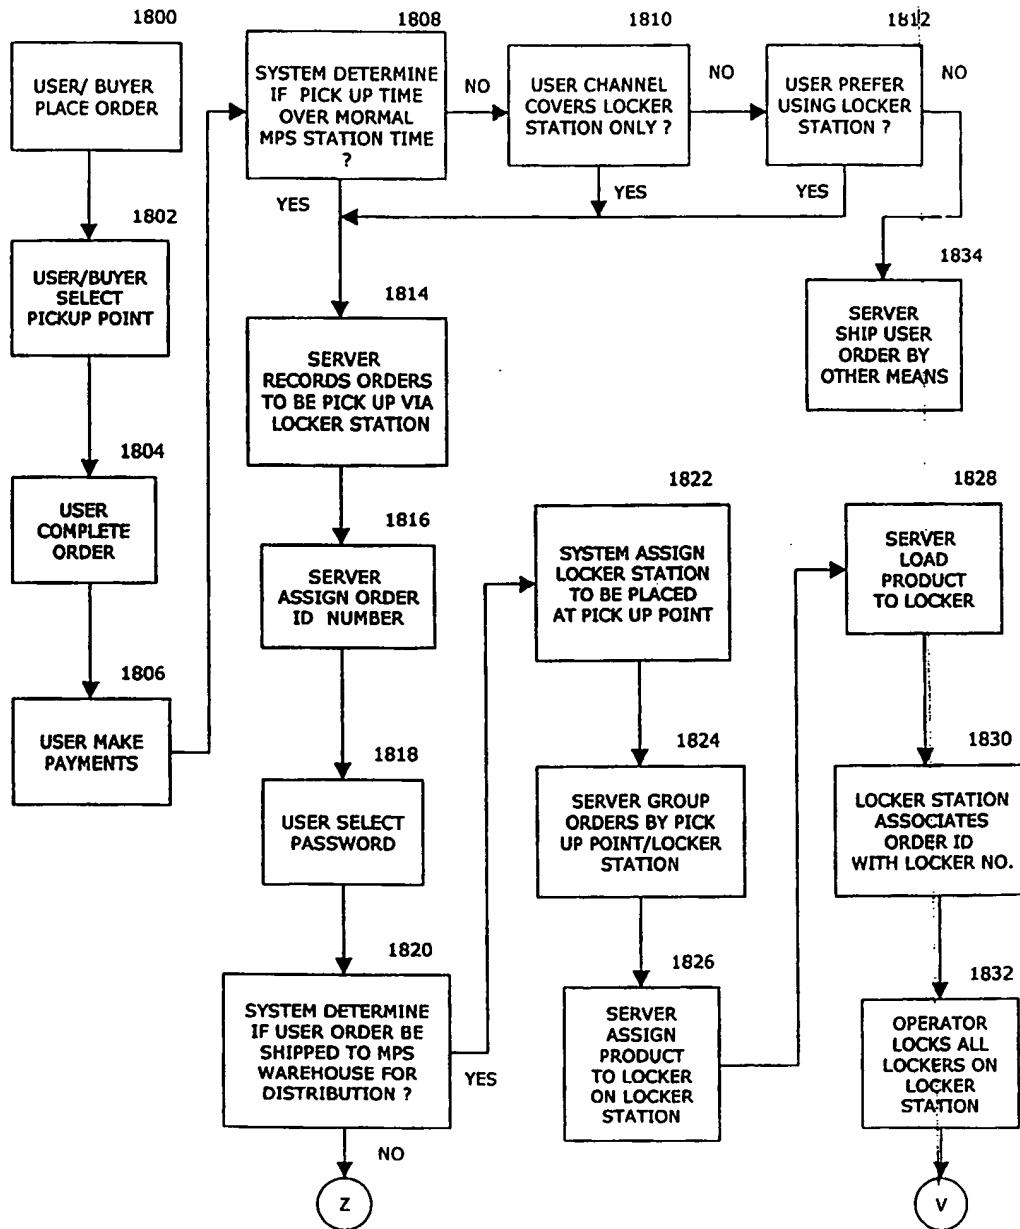 1800
USER/ BUYER
PLACE ORDER
1802
USER/BUYER
SELECT
PICKUP POINT
1804
USER
COMPLETE
ORDER
1806
USER MAKE
PAYMENTS
1808
SYSTEM DETERMINE
IF PICK UP TIME
OVER MORMAL
MPS STATION TIME
?
NO
YES
1810
USER CHANNEL
COVERS LOCKER
STATION ONLY ?
NO
YES
1812
USER PREFER
USING LOCKER
STATION ?
NO
YES
1834
SERVER
SHIP USER
ORDER BY
OTHER MEANS
1814
SERVER
RECORDS ORDERS
TO BE PICK UP VIA
LOCKER STATION
1816
SERVER
ASSIGN ORDER
ID NUMBER
1818
USER SELECT
PASSWORD
1820
SYSTEM DETERMINE
IF USER ORDER BE
SHIPPED TO MPS
WAREHOUSE FOR
DISTRIBUTION ?
YES
NO
Z
1822
SYSTEM ASSIGN
LOCKER STATION
TO BE PLACED
AT PICK UP POINT
1824
SERVER GROUP
ORDERS BY PICK
UP POINT/LOCKER
STATION
1826
SERVER
ASSIGN
PRODUCT
TO LOCKER
ON LOCKER
STATION
1828
SERVER
LOAD
PRODUCT
TO LOCKER
1830
LOCKER STATION
ASSOCIATES
ORDER ID
WITH LOCKER NO.
1832
OPERATOR
LOCKS ALL
LOCKERS ON
LOCKER
STATION
V